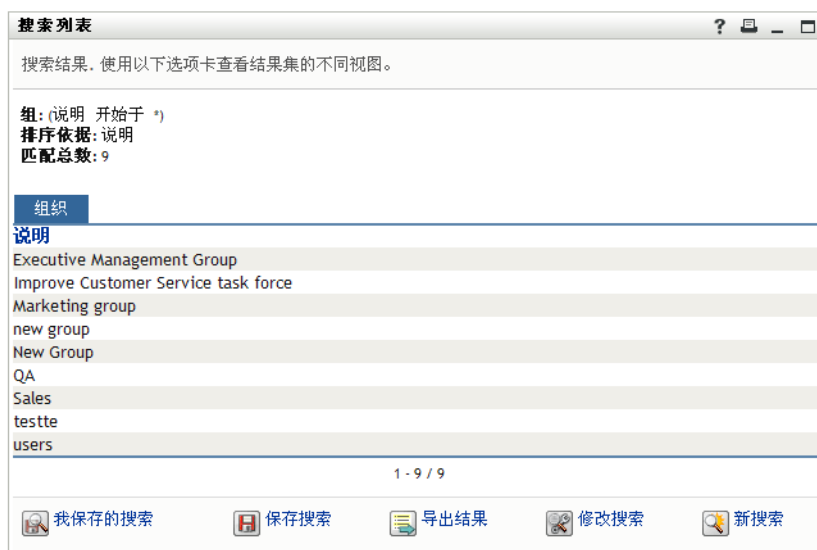 搜索列表
搜索结果. 使用以下选项卡查看结果集的不同视图。
组: (说明 开始于 *)
排序依据: 说明
匹配总数: 9
组织
说明
Executive Management Group
Improve Customer Service task force
Marketing group
new group
New Group
QA
Sales
testte
users
1 - 9 / 9
我保存的搜索 保存搜索 导出结果 修改搜索 新搜索